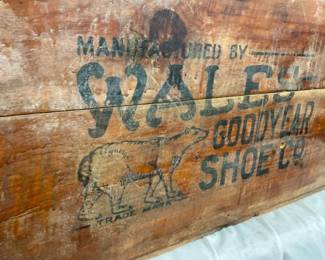 MANUFACTURED BY
WALES
GOODYEAR
SHOE CO.
TRADE MARK